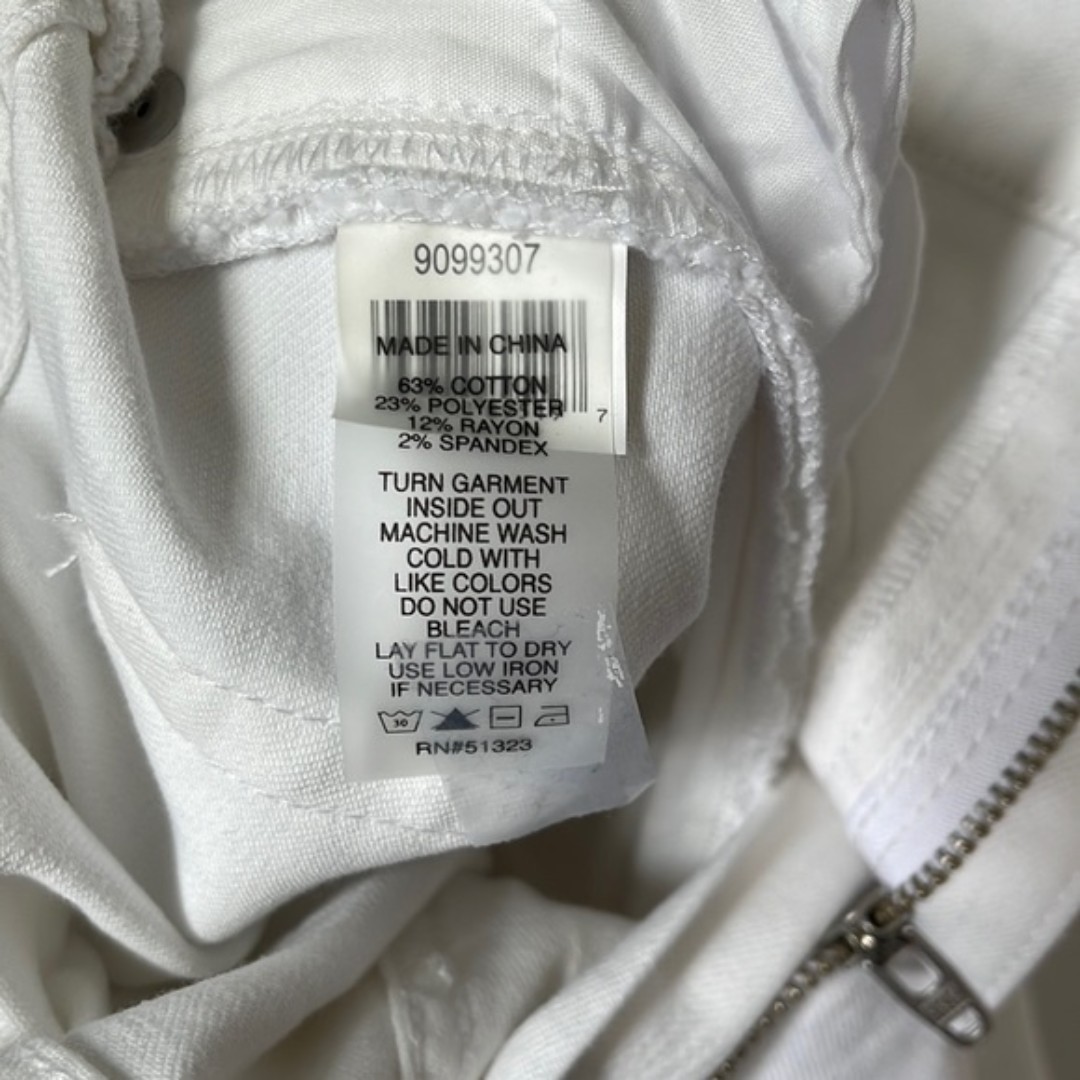 9099307
MADE IN CHINA
63% COTTON
23% POLYESTER
7
12% RAYON
2% SPANDEX
TURN GARMENT
INSIDE OUT
MACHINE WASH
COLD WITH
LIKE COLORS
DO NOT USE
BLEACH
LAY FLAT TO DRY
USE LOW IRON
IF NECESSARY
30
RN#51323